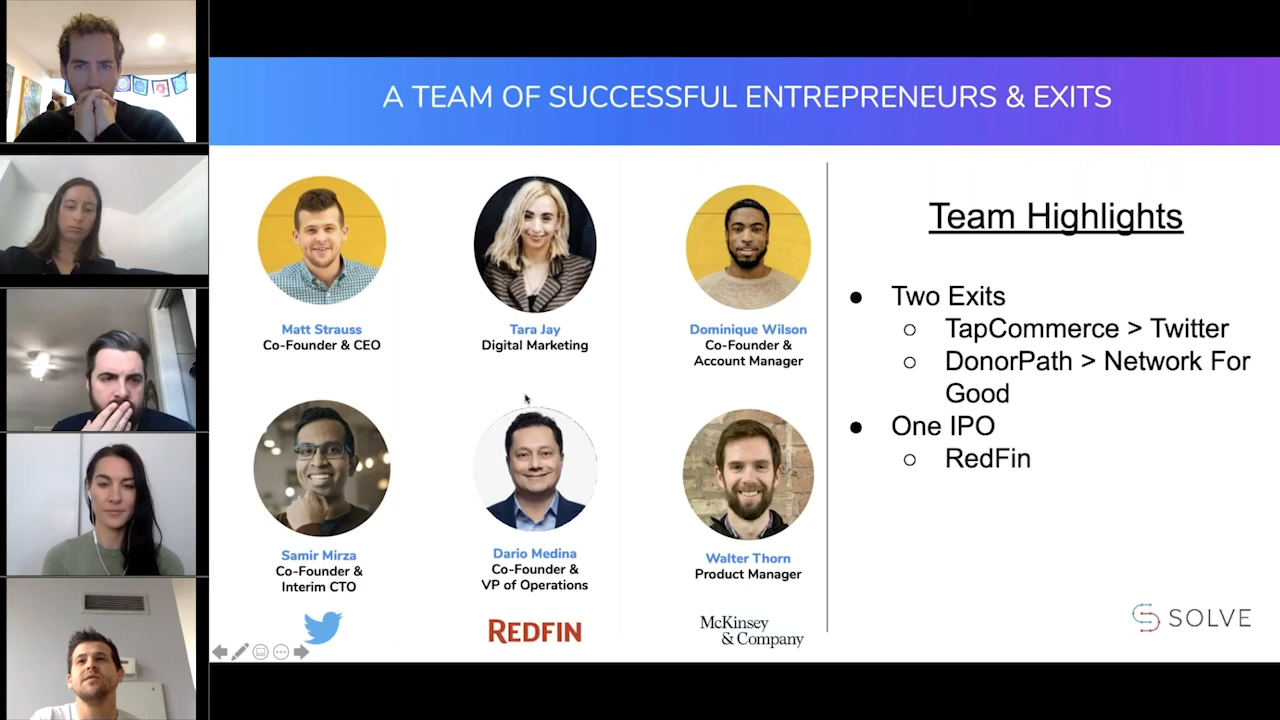 A TEAM OF SUCCESSFUL ENTREPRENEURS & EXITS
Matt Strauss
Co-Founder & CEO
Tara Jay
Digital Marketing
Dominique Wilson
Co-Founder &
Account Manager
Samir Mirza
Co-Founder &
Interim CTO
Dario Medina
Co-Founder &
VP of Operations
Walter Thorn
Product Manager
REDFIN
McKinsey
& Company
Team Highlights
● Two Exits
○ TapCommerce > Twitter
○ DonorPath > Network For
Good
● One IPO
○ RedFin
SOLVE